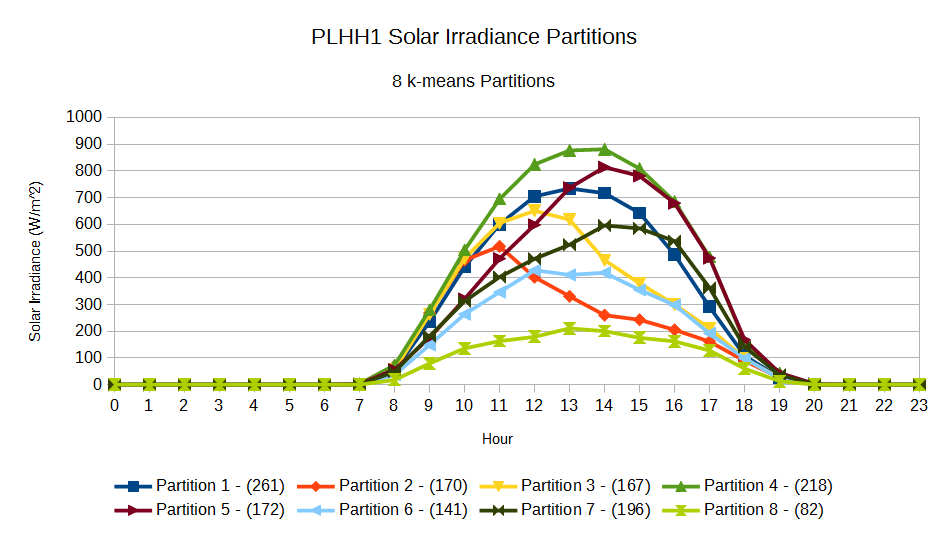 PLHH1 Solar Irradiance Partitions
8 k-means Partitions
Solar Irradiance (W/m^2)
1000
900
800
700
600
500
400
300
200
100
0
0 1 2 3 4 5 6 7 8 9 10 11 12 13 14 15 16 17 18 19 20 21 22 23
Hour
Partition 1 - (261) Partition 2 - (170) Partition 3 - (167) Partition 4 - (218)
Partition 5 - (172) Partition 6 - (141) Partition 7 - (196) Partition 8 - (82)